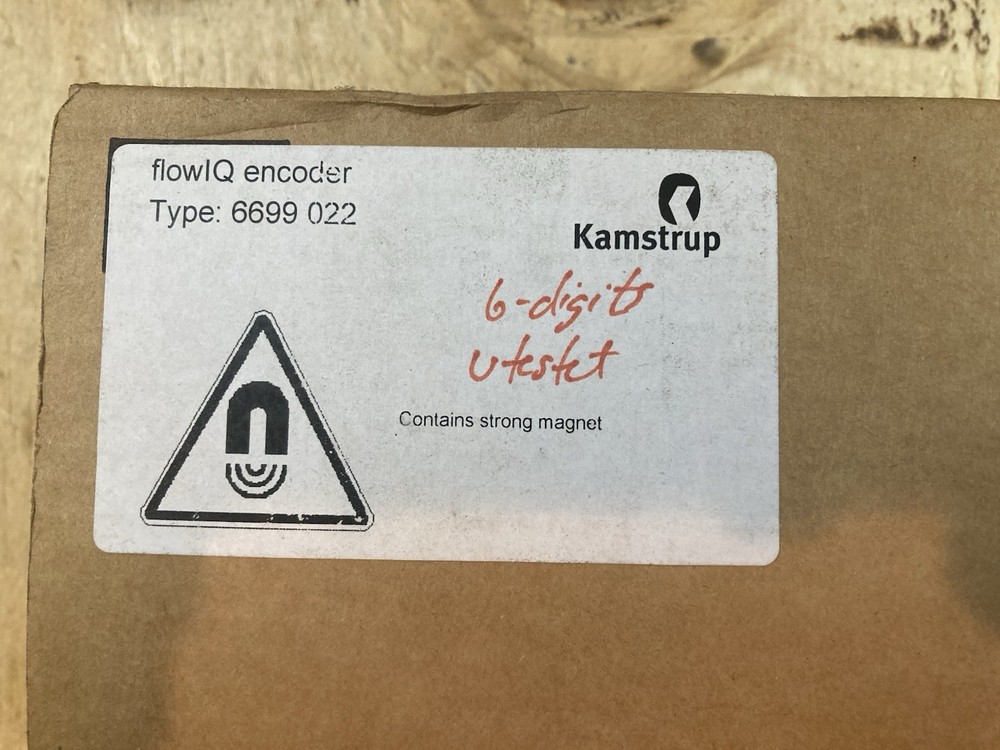 flowIQ encoder
Type: 6699 022
Kamstrup
6-digits
Utestet
Contains strong magnet